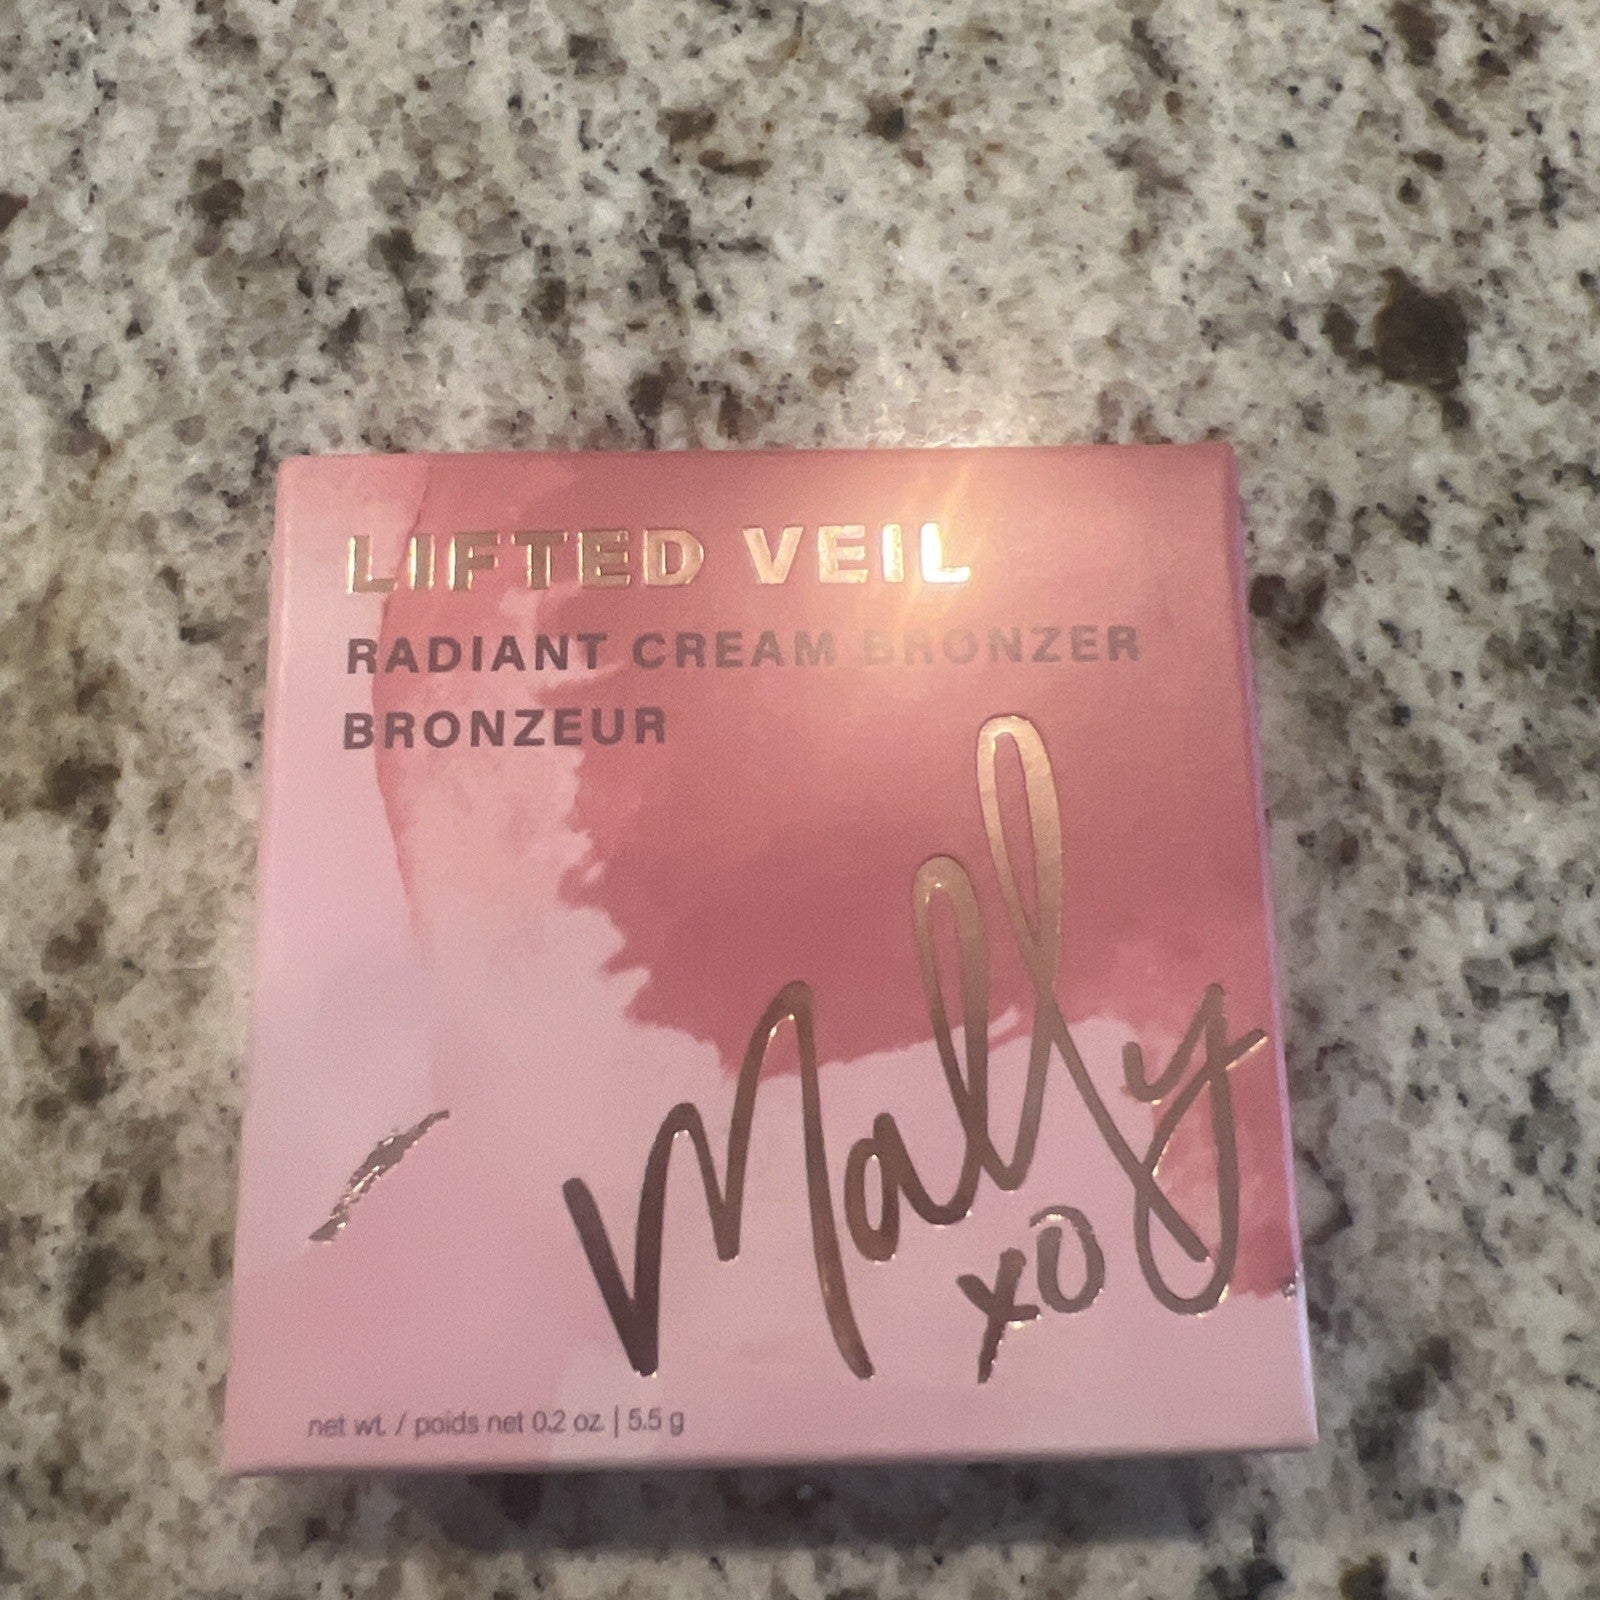 LIFTED VEIL
RADIANT CREAM BRONZER
BRONZEUR
Mally
xo
net wt. / poids net 0.2 oz. | 5.5 g